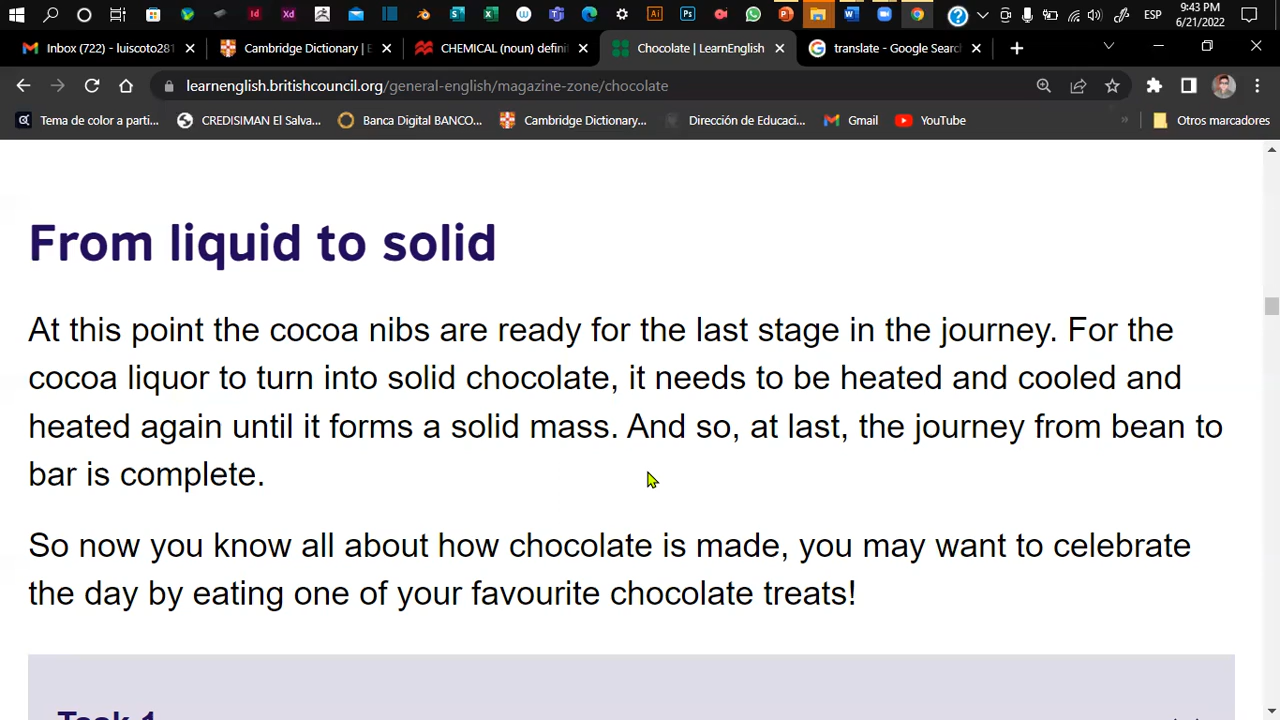 9:43 PM
ESP
6/21/2022
Inbox (722) - luiscoto281
Cambridge Dictionary | E
CHEMICAL (noun) defini
Chocolate | LearnEnglish
translate - Google Search
learnenglish.britishcouncil.org/general-english/magazine-zone/chocolate
Tema de color a parti...
CREDISIMAN El Salva...
Banca Digital BANCO...
Cambridge Dictionary...
Dirección de Educaci...
Gmail
YouTube
»
Otros marcadores
From liquid to solid
At this point the cocoa nibs are ready for the last stage in the journey. For the
cocoa liquor to turn into solid chocolate, it needs to be heated and cooled and
heated again until it forms a solid mass. And so, at last, the journey from bean to
bar is complete.
So now you know all about how chocolate is made, you may want to celebrate
the day by eating one of your favourite chocolate treats!
Task 1